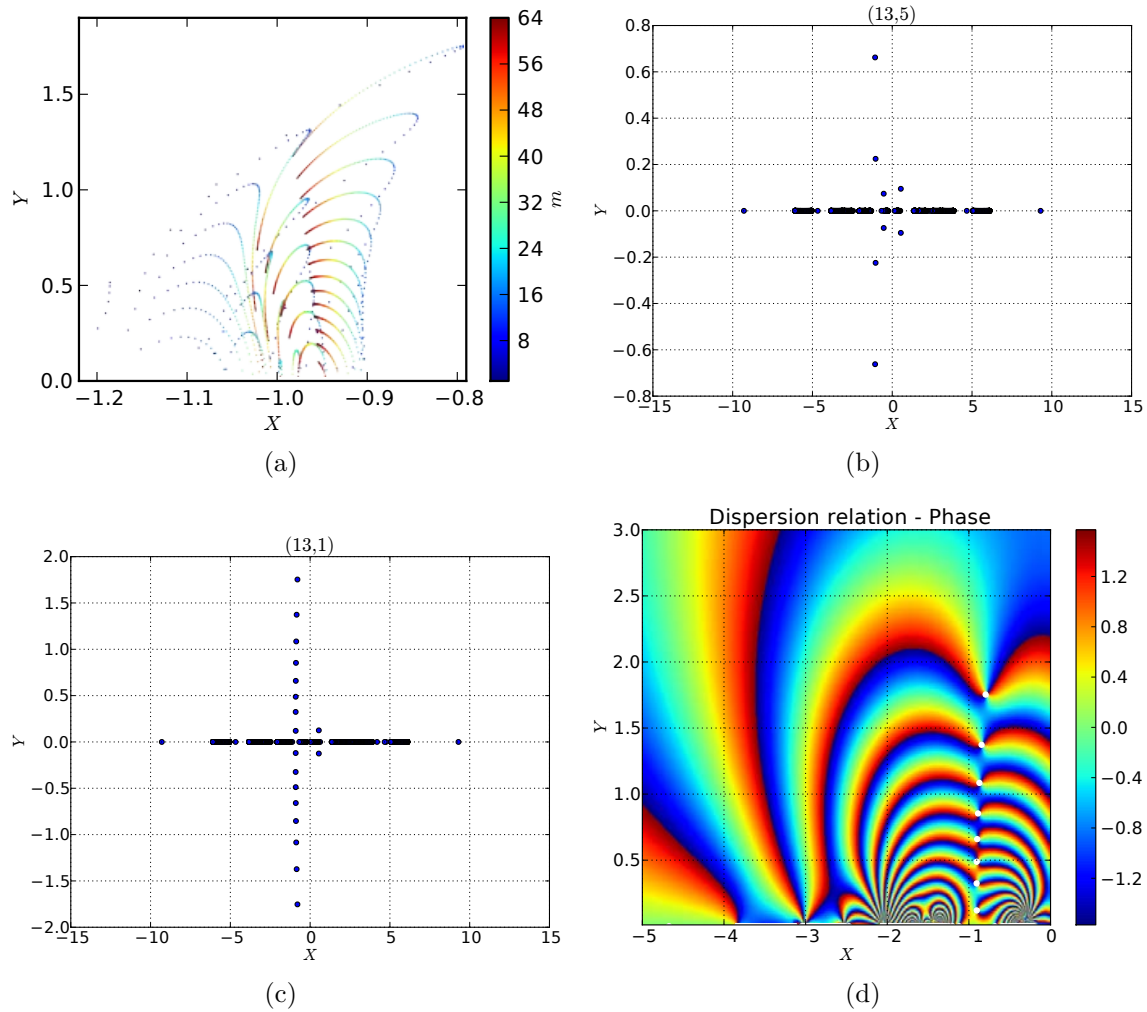 64
56
48
40
32
24
16
8
m
Y
1.5
1.0
0.5
0.0
−1.2 −1.1 −1.0 −0.9 −0.8
X
(a)
(13,5)
Y
0.8
0.6
0.4
0.2
0.0
−0.2
−0.4
−0.6
−0.8
−15 −10 −5 0 5 10 15
X
(b)
(13,1)
Y
2.0
1.5
1.0
0.5
0.0
−0.5
−1.0
−1.5
−2.0
−15 −10 −5 0 5 10 15
X
(c)
Dispersion relation - Phase
Y
3.0
2.5
2.0
1.5
1.0
0.5
−5 −4 −3 −2 −1 0
X
1.2
0.8
0.4
0.0
−0.4
−0.8
−1.2
(d)